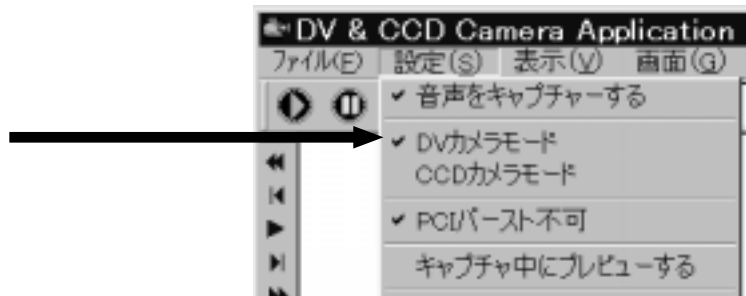 DV & CCD Camera Application
ファイル(F) 設定(S) 表示(V) 画面(G)
✔ 音声をキャプチャーする
✔ DVカメラモード
CCDカメラモード
✔ PCIバースト不可
キャプチャ中にプレビューする